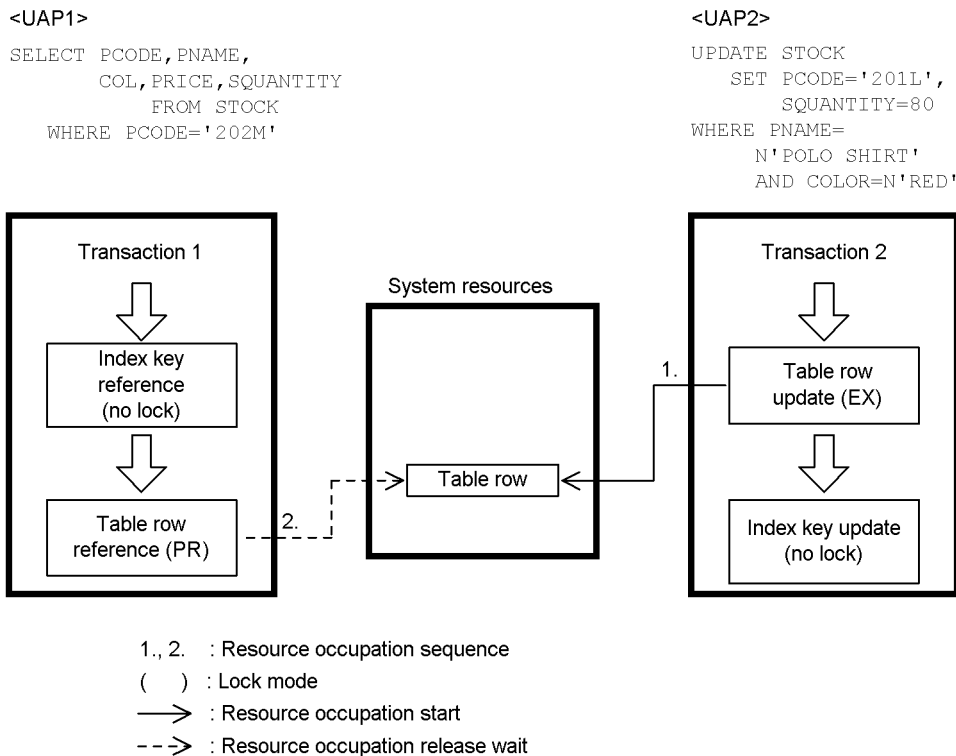 <UAP1>
SELECT PCODE,PNAME,
COL,PRICE,SQUANTITY
FROM STOCK
WHERE PCODE='202M'
<UAP2>
UPDATE STOCK
SET PCODE='201L',
SQUANTITY=80
WHERE PNAME=
N'POLO SHIRT'
AND COLOR=N'RED'
Transaction 1
Index key
reference
(no lock)
Table row
reference (PR)
2.
System resources
Table row
1.
Transaction 2
Table row
update (EX)
Index key update
(no lock)
1., 2. : Resource occupation sequence
( ) : Lock mode
: Resource occupation start
: Resource occupation release wait